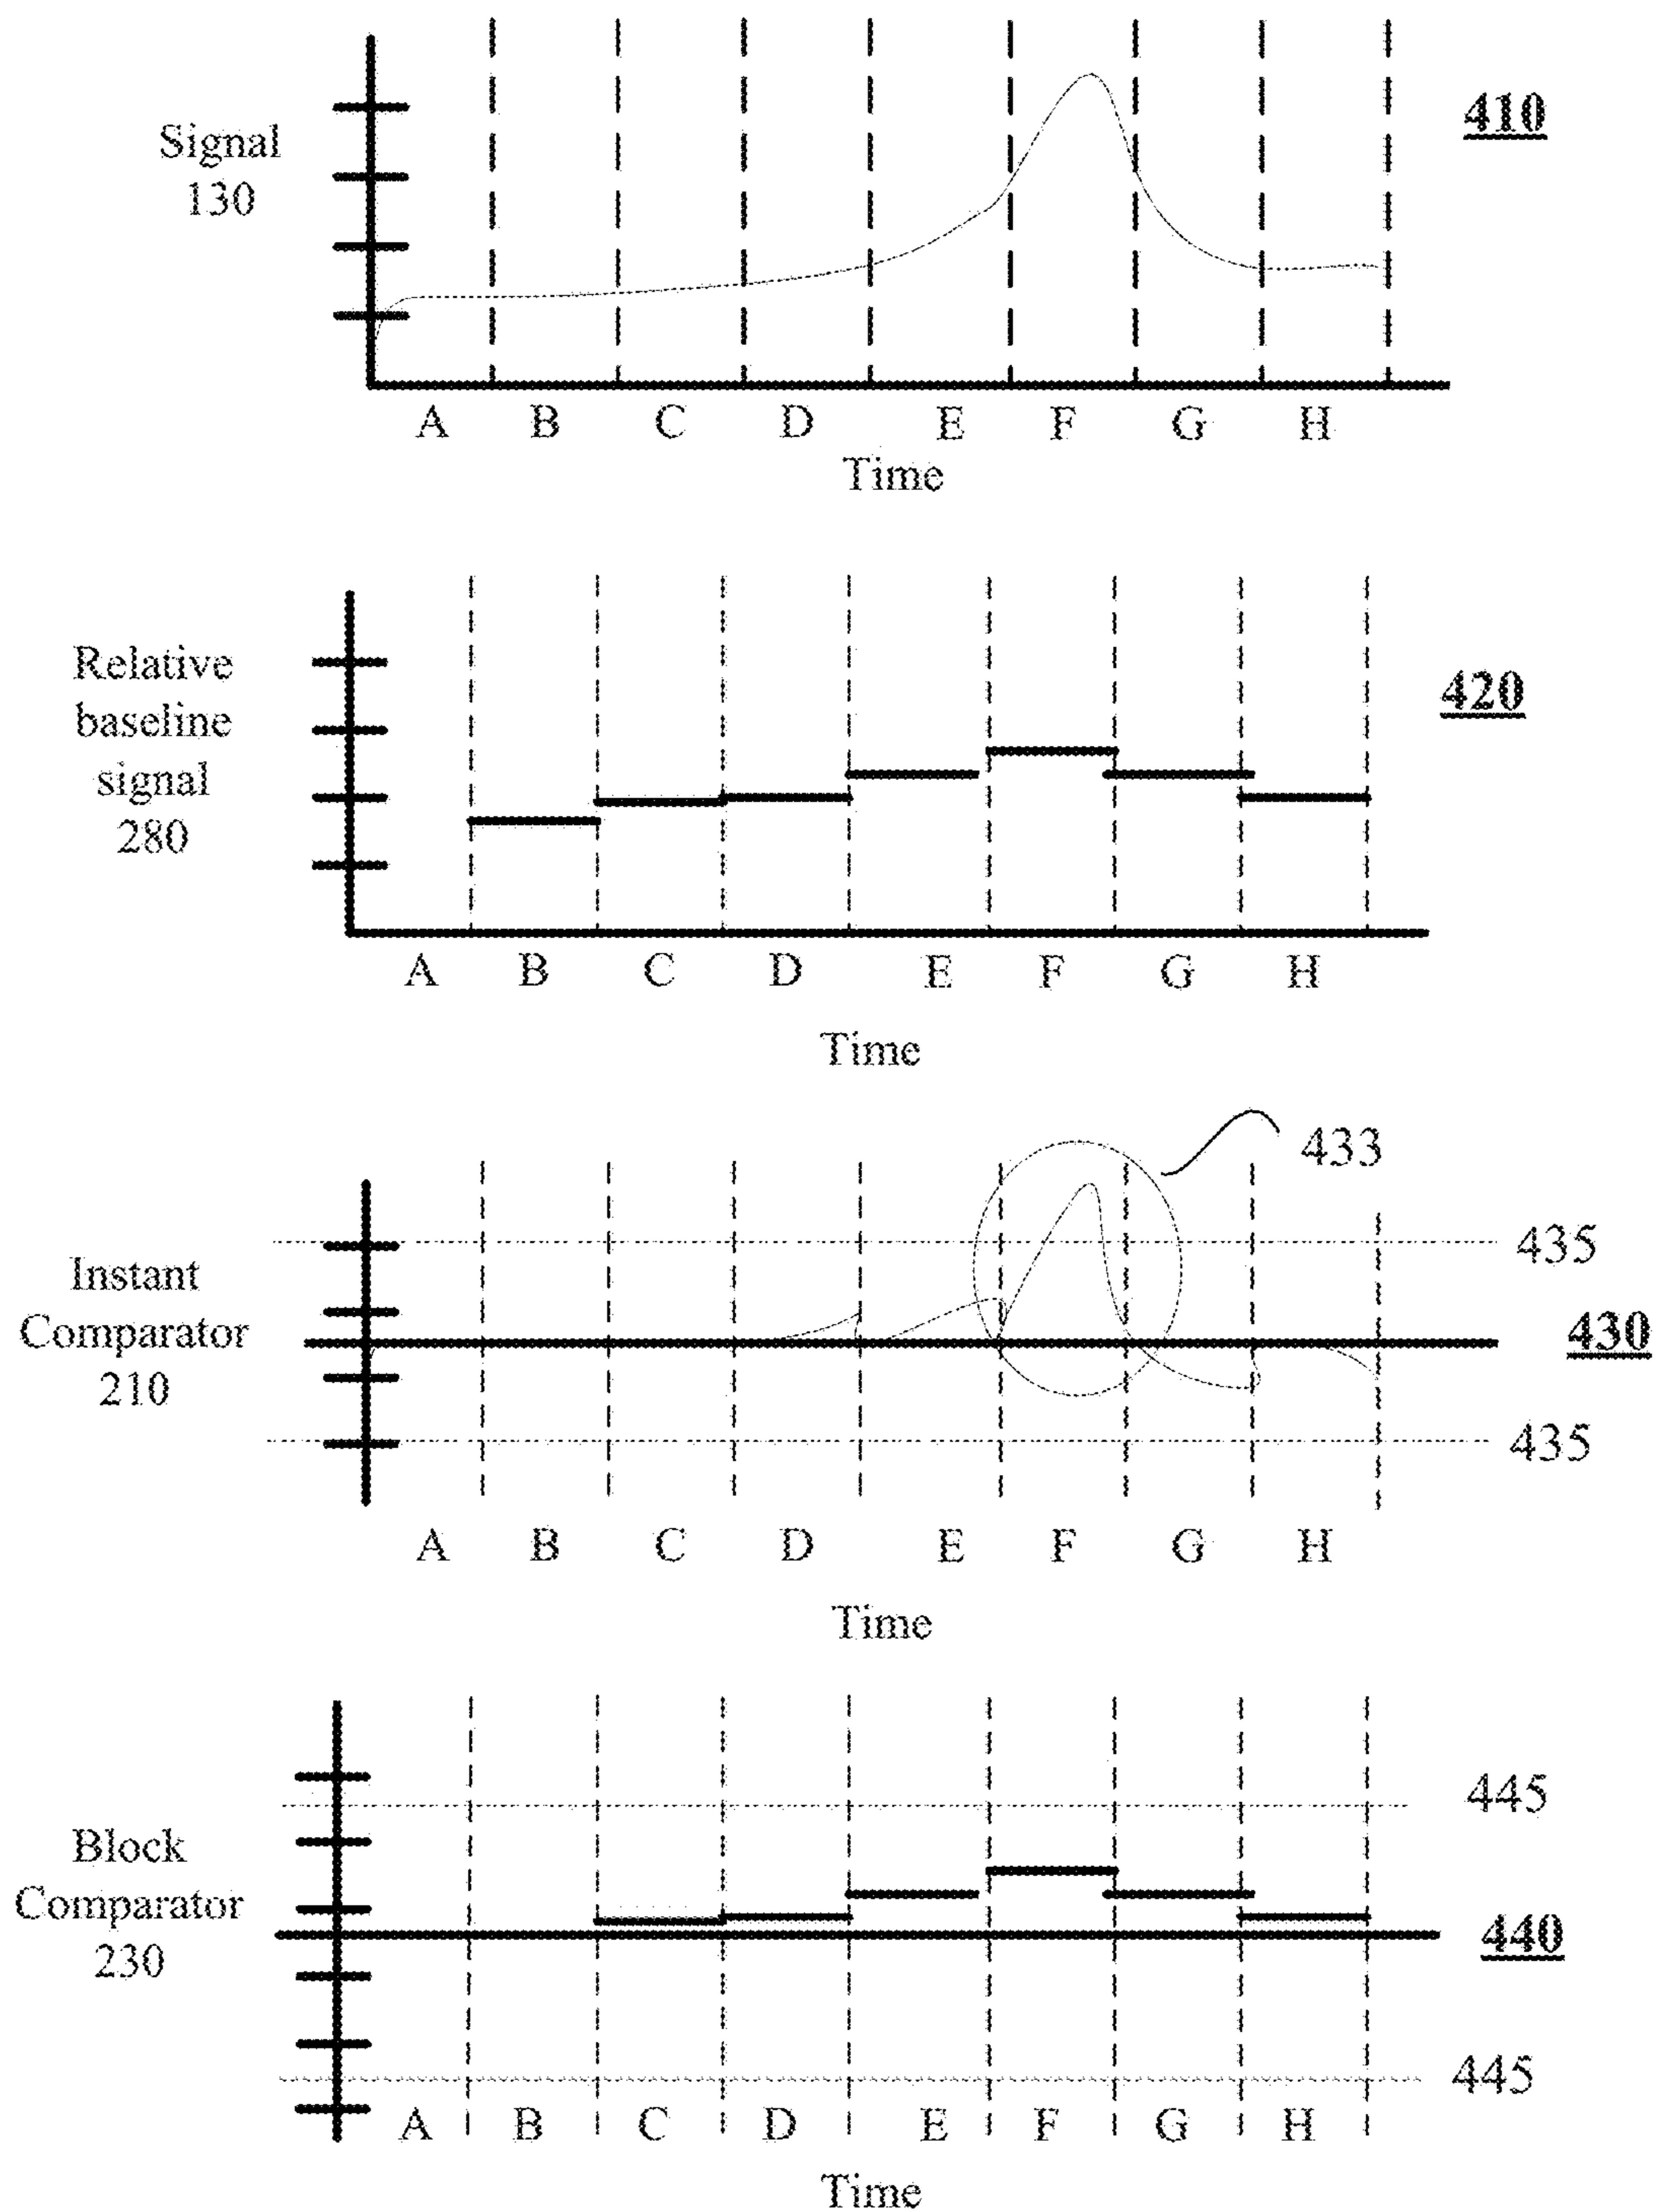 410
Signal
130
A B C D E F G H
Time
Relative
baseline
signal
280
420
A B C D E F G H
Time
433
435
Instant
Comparator
210
430
435
A B C D E F G H
Time
445
Block
Comparator
230
440
445
A B C D E F G H
Time